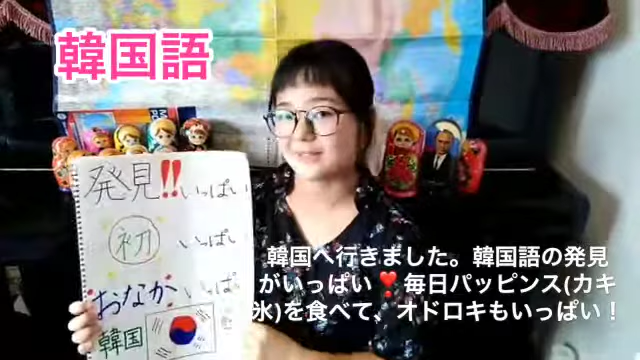 韓国語
発見‼いっぱい
初 いっぱい
おなかいっぱい
韓国
韓国へ行きました。韓国語の発見
がいっぱい❣毎日パッピンス(カキ
氷)を食べて、オドロキもいっぱい！